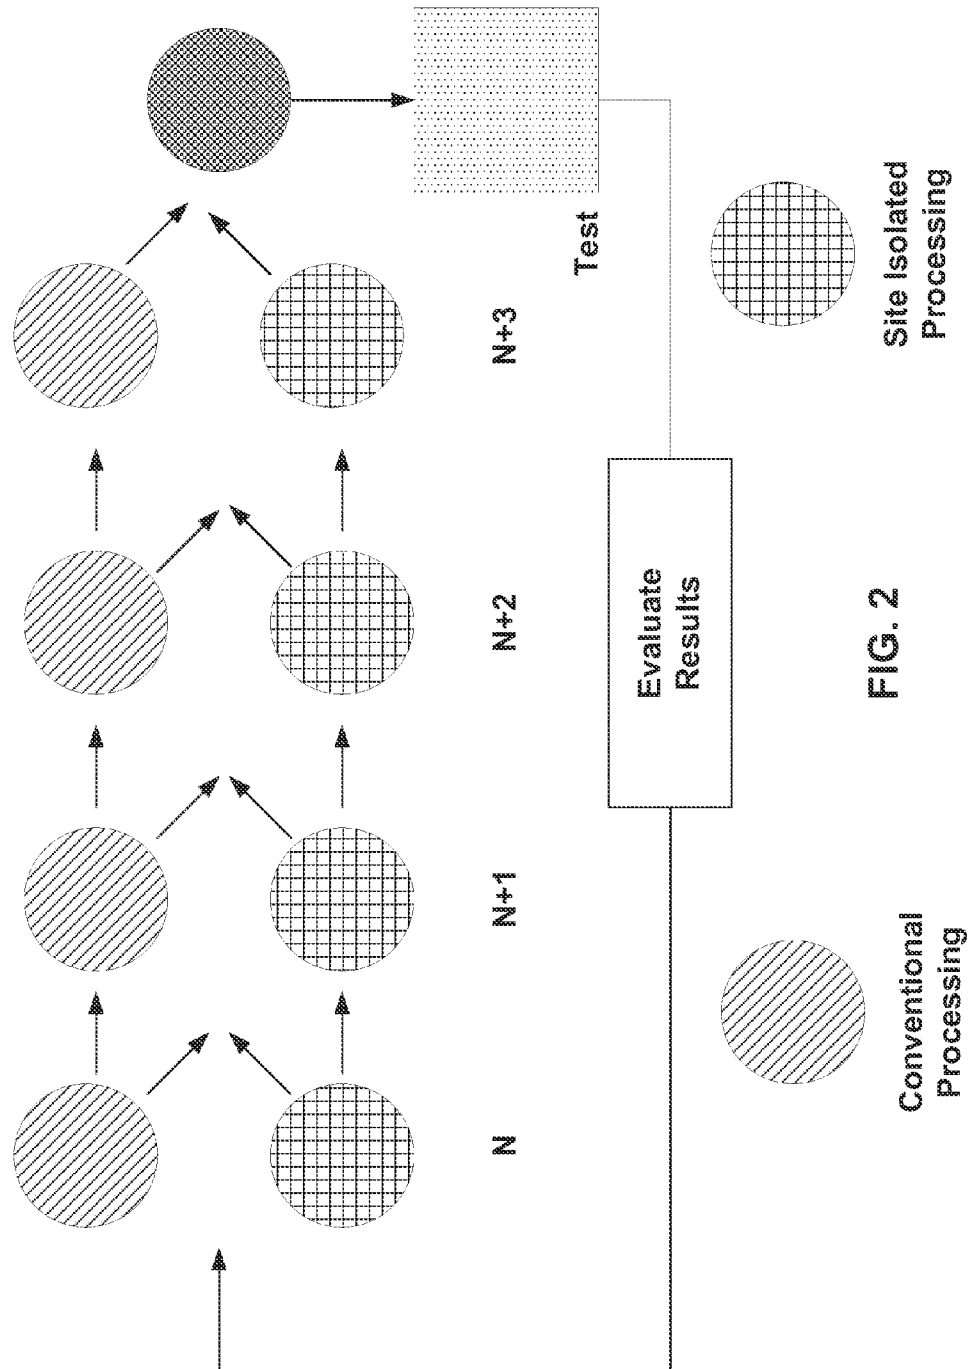 N
N+1
N+2
N+3
Test
Evaluate
Results
Conventional
Processing
Site Isolated
Processing
FIG. 2